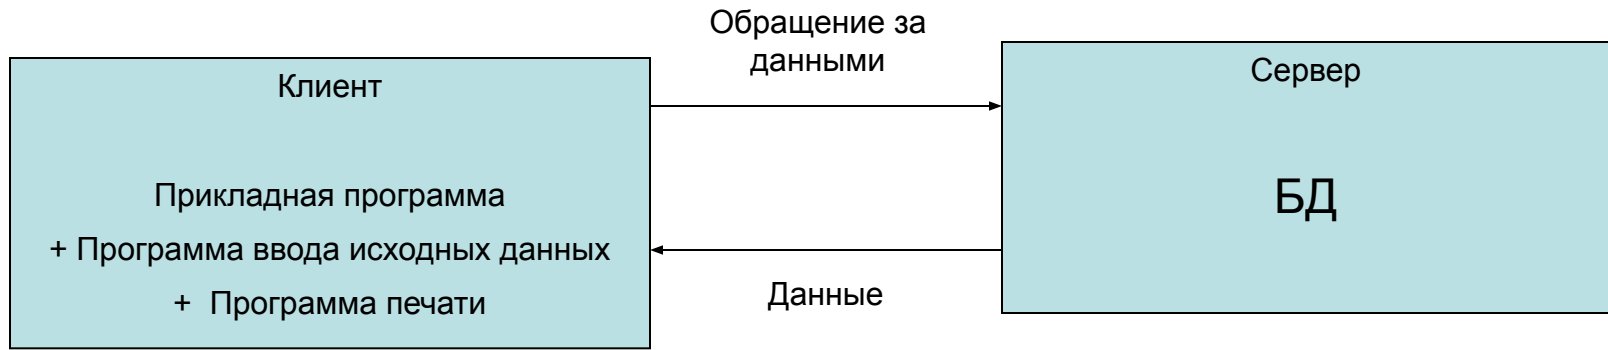 Обращение за
данными
Клиент
Сервер
Прикладная программа
+ Программа ввода исходных данных
+ Программа печати
БД
Данные